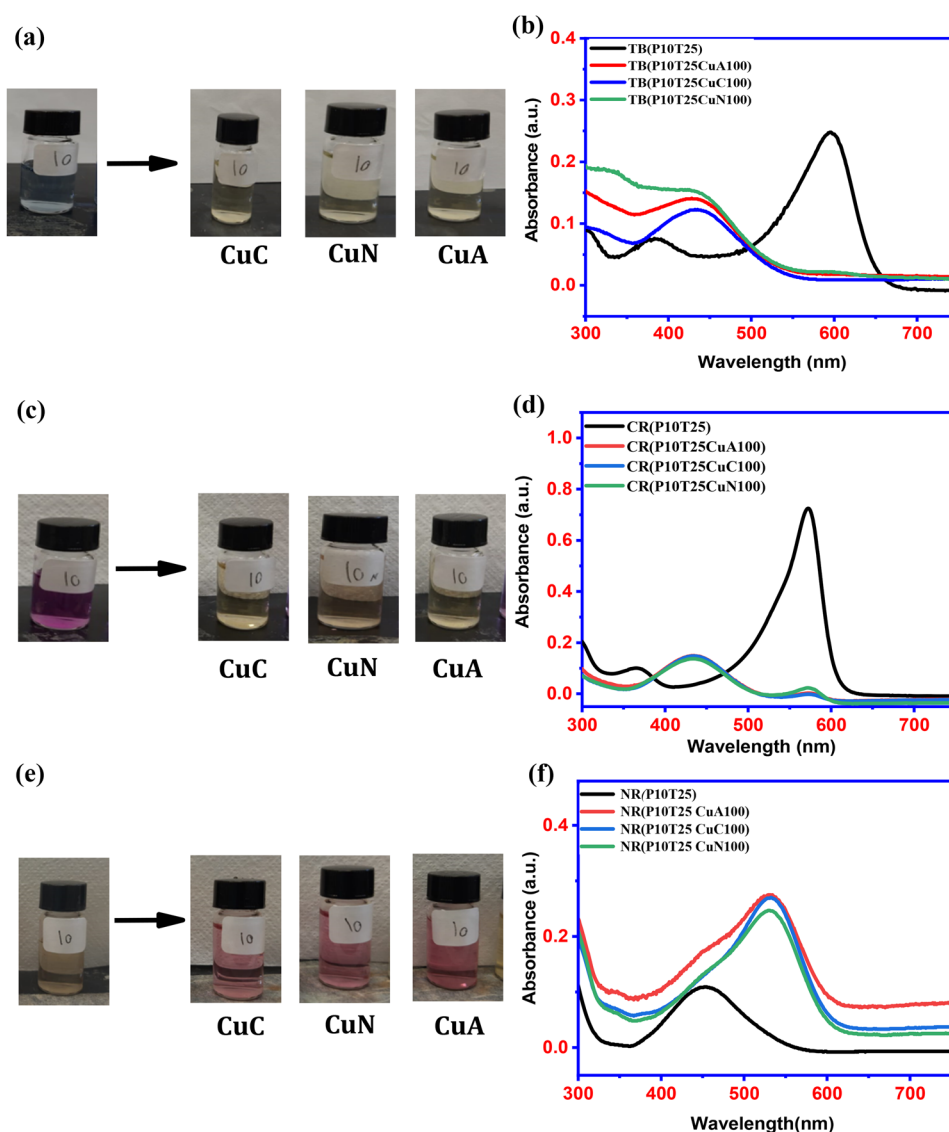 (a)
10
10
10
10
CuC
CuN
CuA
(b)
0.4
0.3
0.2
0.1
0.0
Absorbance (a.u.)
TB(P10T25)
TB(P10T25CuA100)
TB(P10T25CuC100)
TB(P10T25CuN100)
300
400
500
600
700
Wavelength (nm)
(c)
10
10
10 N
10
CuC
CuN
CuA
(d)
1.0
0.8
0.6
0.4
0.2
0.0
Absorbance (a.u.)
CR(P10T25)
CR(P10T25CuA100)
CR(P10T25CuC100)
CR(P10T25CuN100)
300
400
500
600
700
Wavelength (nm)
(e)
10
10
10
10
CuC
CuN
CuA
(f)
0.4
0.2
0.0
Absorbance (a.u.)
NR(P10T25)
NR(P10T25 CuA100)
NR(P10T25 CuC100)
NR(P10T25 CuN100)
300
400
500
600
700
Wavelength(nm)